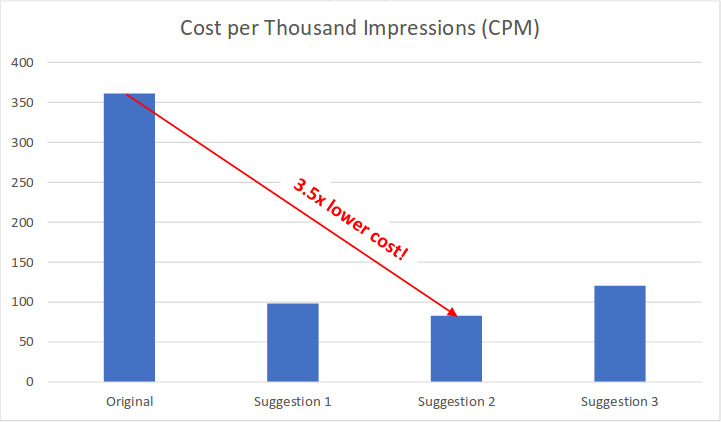 Cost per Thousand Impressions (CPM)
400
350
300
250
200
150
100
50
0
3.5x lower cost!
Original
Suggestion 1
Suggestion 2
Suggestion 3